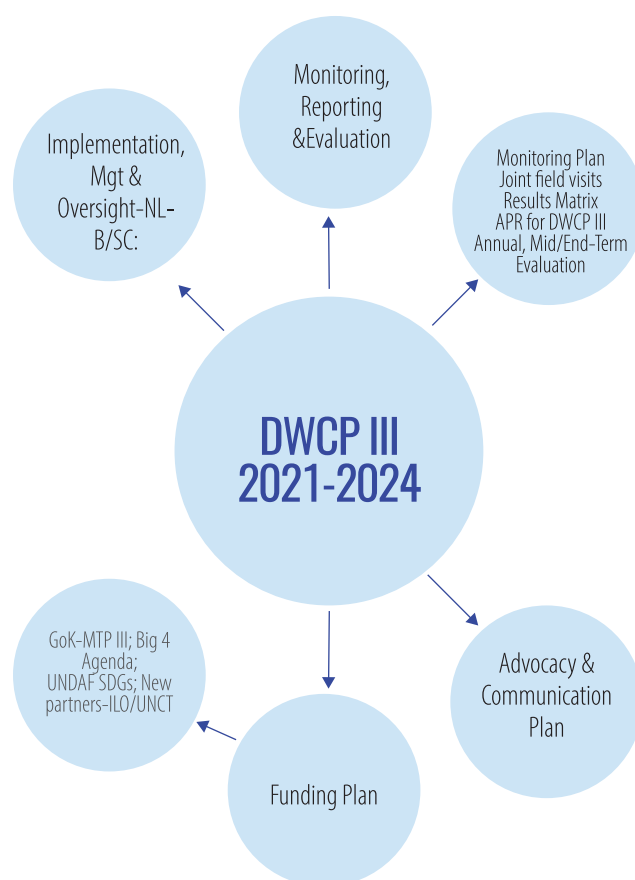 Monitoring,
Reporting
&Evaluation
Implementation,
Mgt &
Oversight-NL-
B/SC:
Monitoring Plan
Joint field visits
Results Matrix
APR for DWCP III
Annual, Mid/End-Term
Evaluation
DWCP III
2021-2024
GoK-MTP III; Big 4
Agenda;
UNDAF SDGs; New
partners-ILO/UNCT
Advocacy &
Communication
Plan
Funding Plan